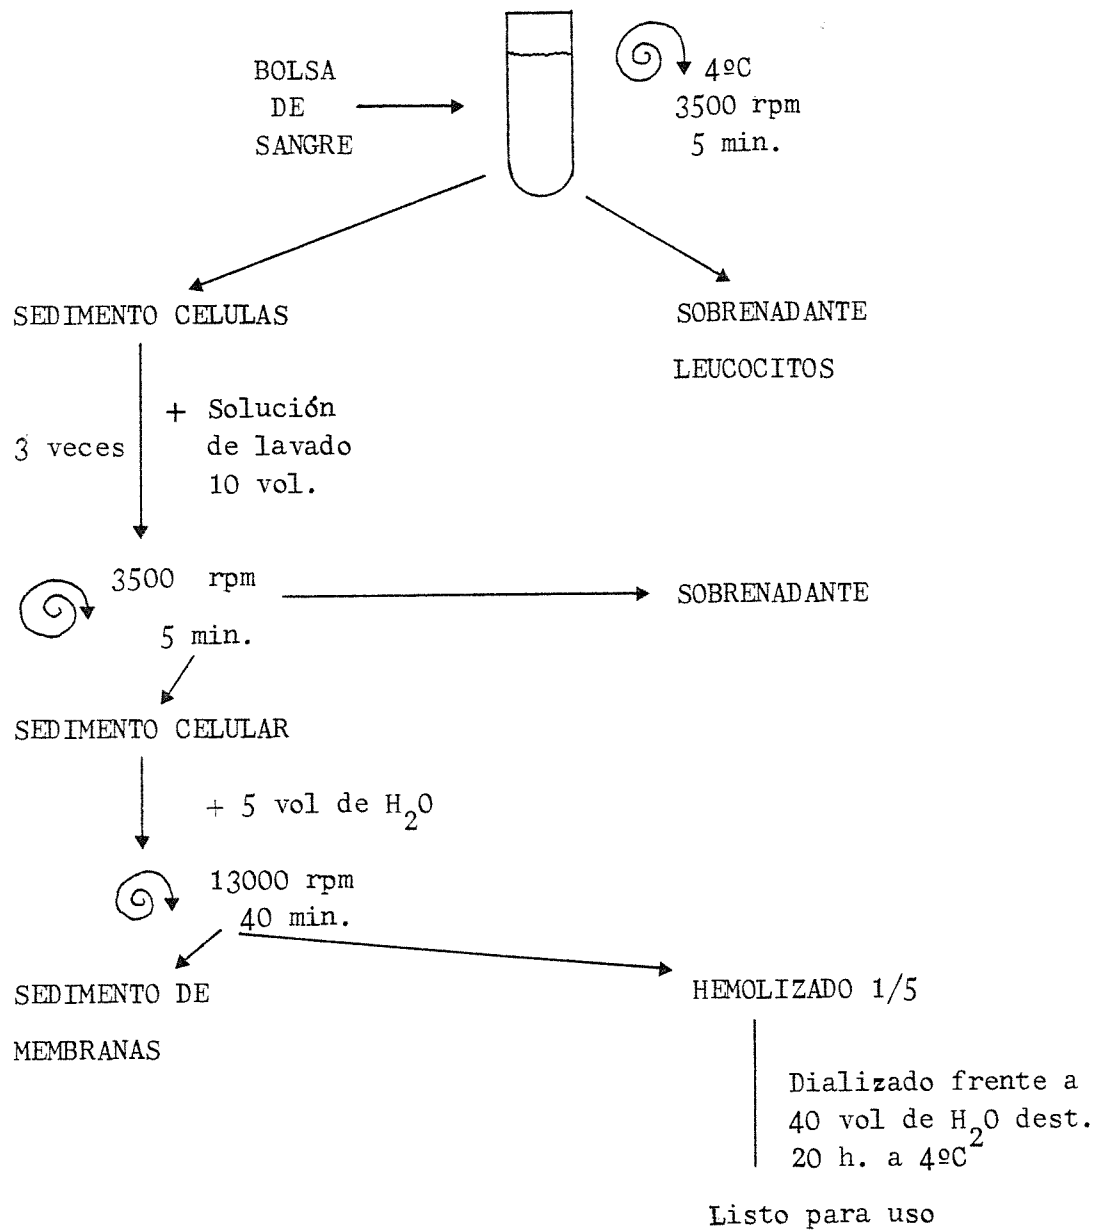 BOLSA
DE
SANGRE
4ºC
3500 rpm
5 min.
SEDIMENTO CELULAS
SOBRENADANTE
LEUCOCITOS
3 veces
+ Solución
de lavado
10 vol.
3500 rpm
5 min.
SOBRENADANTE
SEDIMENTO CELULAR
+ 5 vol de H2O
13000 rpm
40 min.
SEDIMENTO DE
MEMBRANAS
HEMOLIZADO 1/5
Dializado frente a
40 vol de H2O dest.
20 h. a 4ºC
Listo para uso